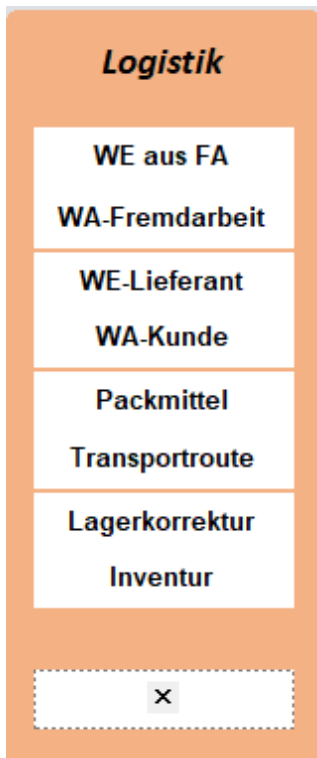 Logistik
WE aus FA
WA-Fremdarbeit
WE-Lieferant
WA-Kunde
Packmittel
Transportroute
Lagerkorrektur
Inventur